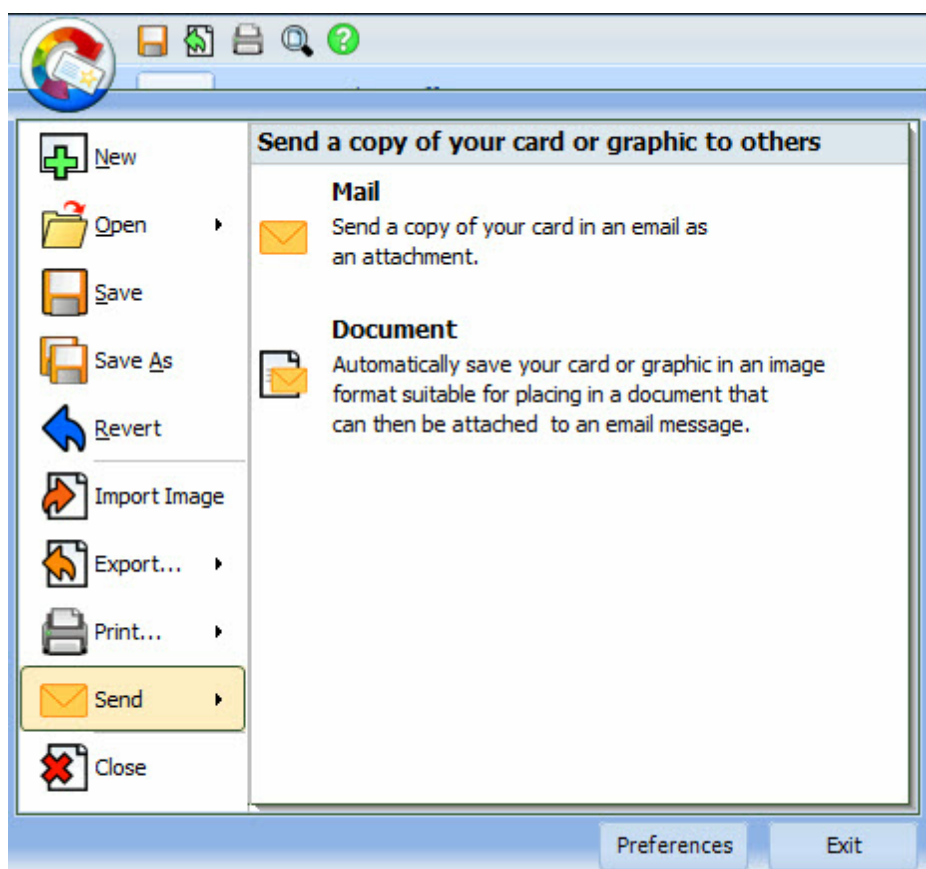 New
Open
Save
Save As
Revert
Import Image
Export...
Print...
Send
Close
Send a copy of your card or graphic to others
Mail
Send a copy of your card in an email as
an attachment.
Document
Automatically save your card or graphic in an image
format suitable for placing in a document that
can then be attached  to an email message.
Preferences
Exit